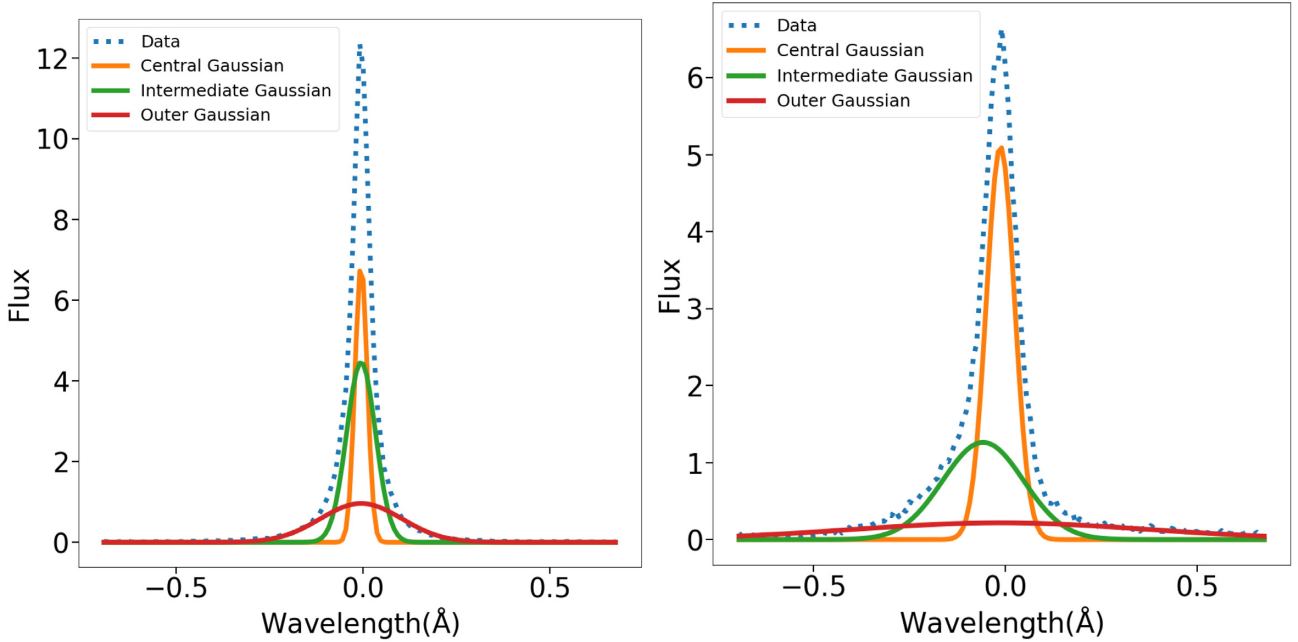 Data
Central Gaussian
Intermediate Gaussian
Outer Gaussian
12
10
8
6
4
2
0
Flux
−0.5
0.0
0.5
Wavelength(Å)
Data
Central Gaussian
Intermediate Gaussian
Outer Gaussian
6
5
4
3
2
1
0
Flux
−0.5
0.0
0.5
Wavelength(Å)